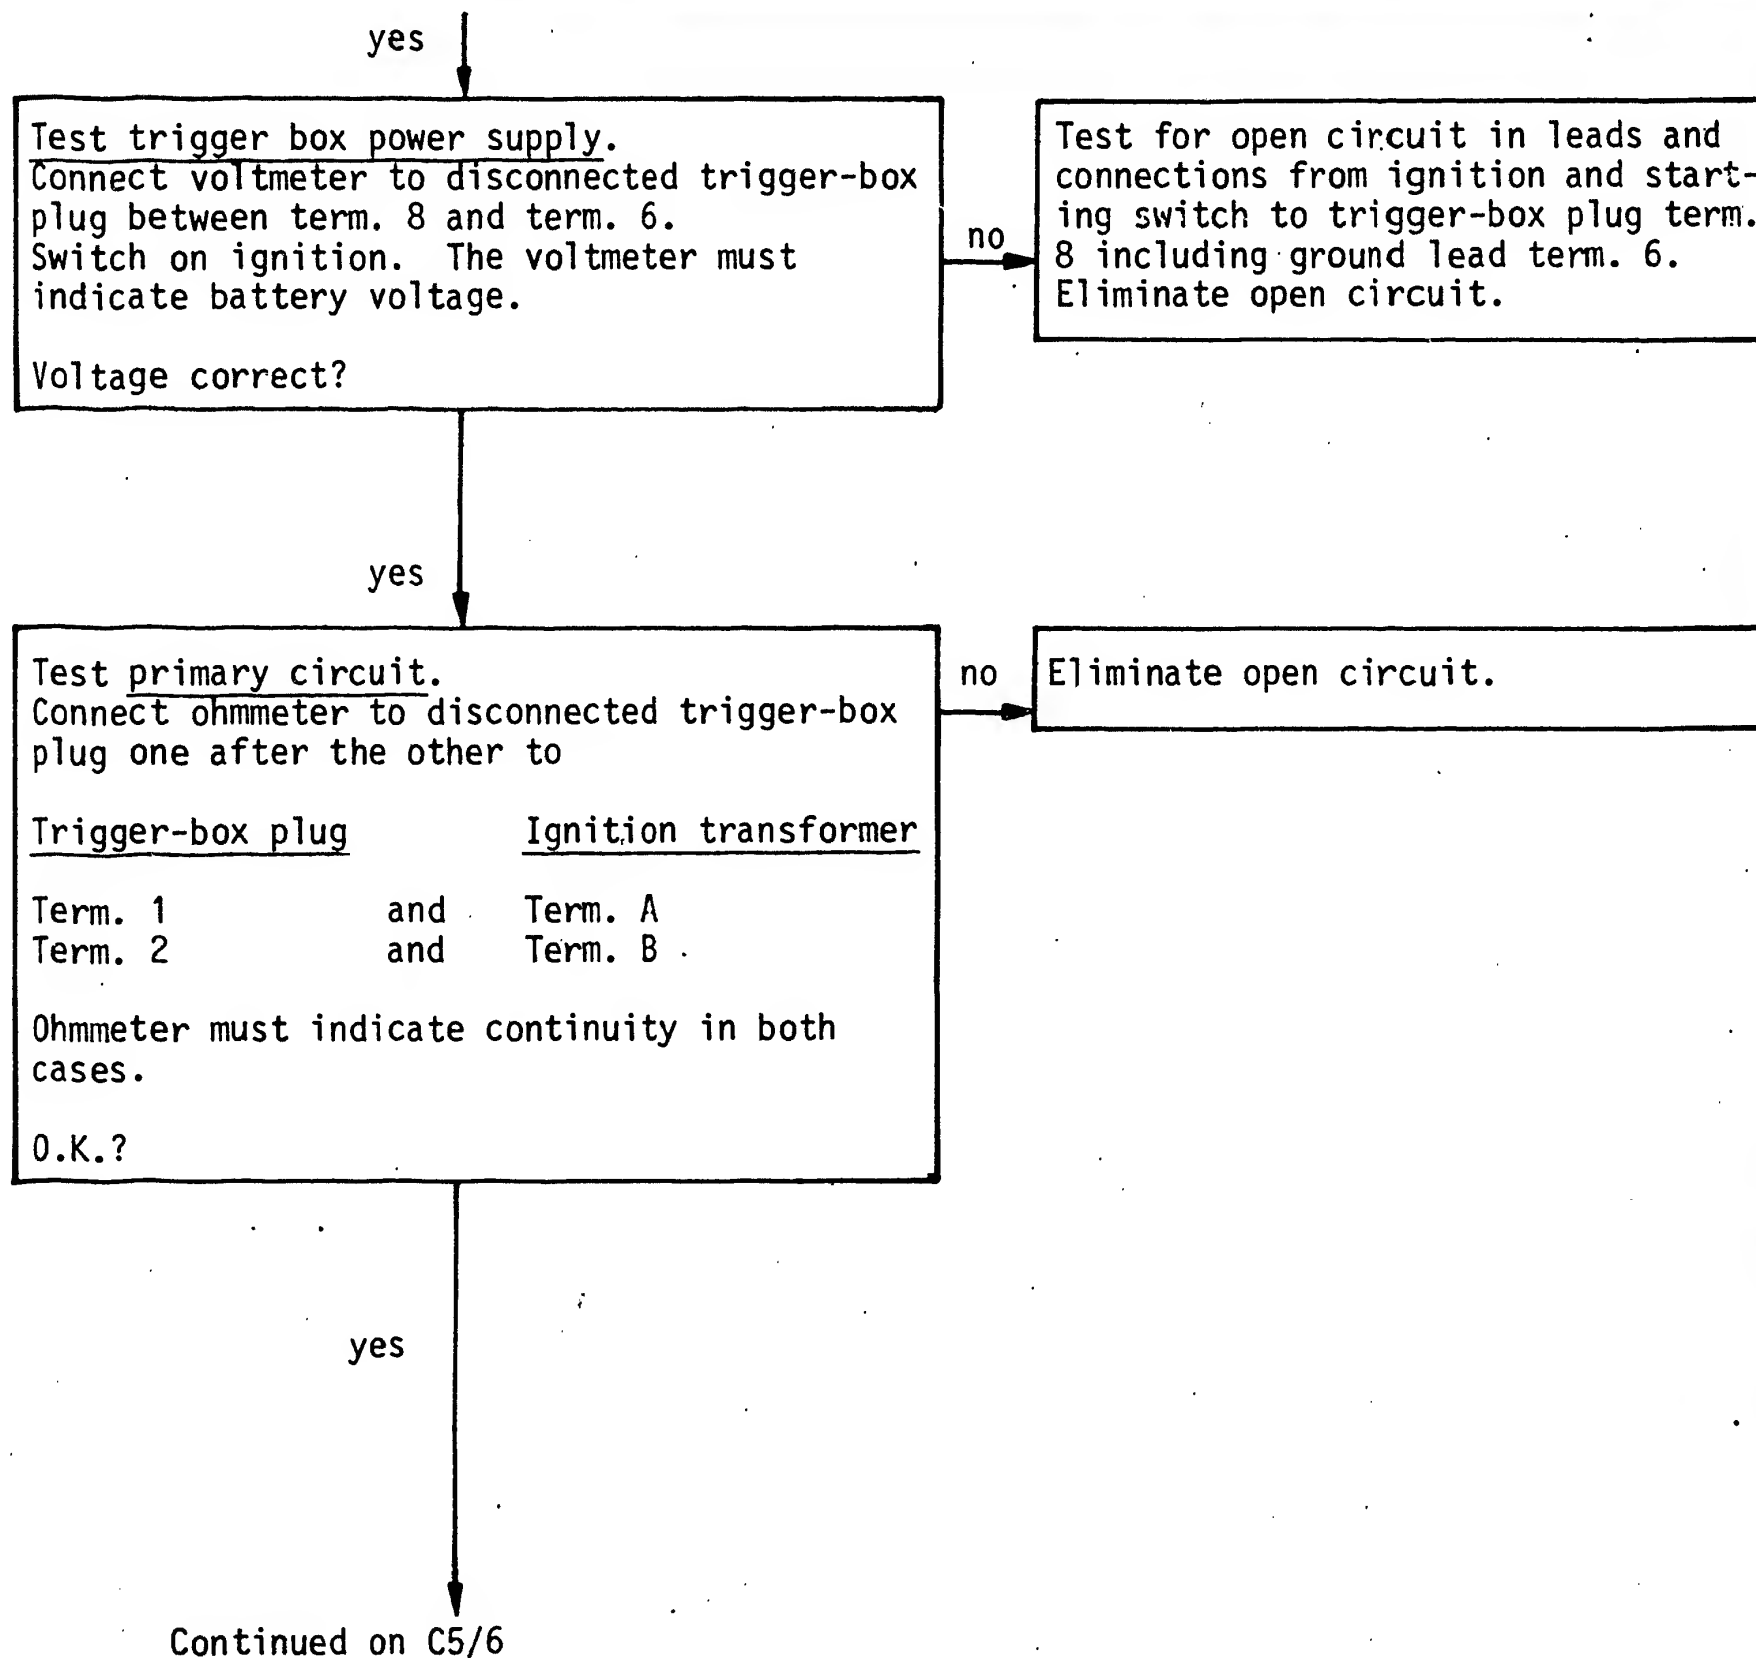 yes
Test trigger box power supply.
Connect voltmeter to disconnected trigger-box
plug between term. 8 and term. 6.
Switch on ignition. The voltmeter must
indicate battery voltage.
Voltage correct?
no
Test for open circuit in leads and
connections from ignition and start-
ing switch to trigger-box plug term.
8 including ground lead term. 6.
Eliminate open circuit.
yes
Test primary circuit.
Connect ohmmeter to disconnected trigger-box
plug one after the other to
Trigger-box plug Ignition transformer
Term. 1 and Term. A
Term. 2 and Term. B
Ohmmeter must indicate continuity in both
cases.
O.K.?
no
Eliminate open circuit.
yes
Continued on C5/6